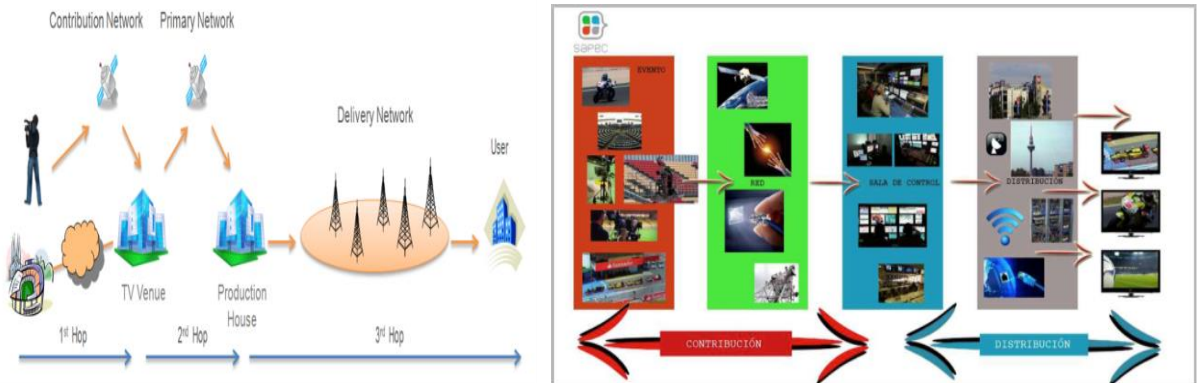 Contribution Network
Primary Network
Delivery Network
User
TV Venue
Production
House
1st Hop
2nd Hop
3rd Hop
sapec
EVENTO
RED
SALA DE CONTROL
DISTRIBUCIÓN
CONTRIBUCIÓN
DISTRIBUCIÓN